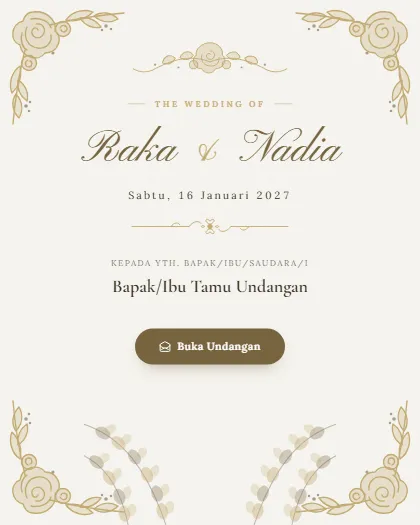 THE WEDDING OF
Raka & Nadia
Sabtu, 16 Januari 2027
KEPADA YTH. BAPAK/IBU/SAUDARA/I
Bapak/Ibu Tamu Undangan
Buka Undangan